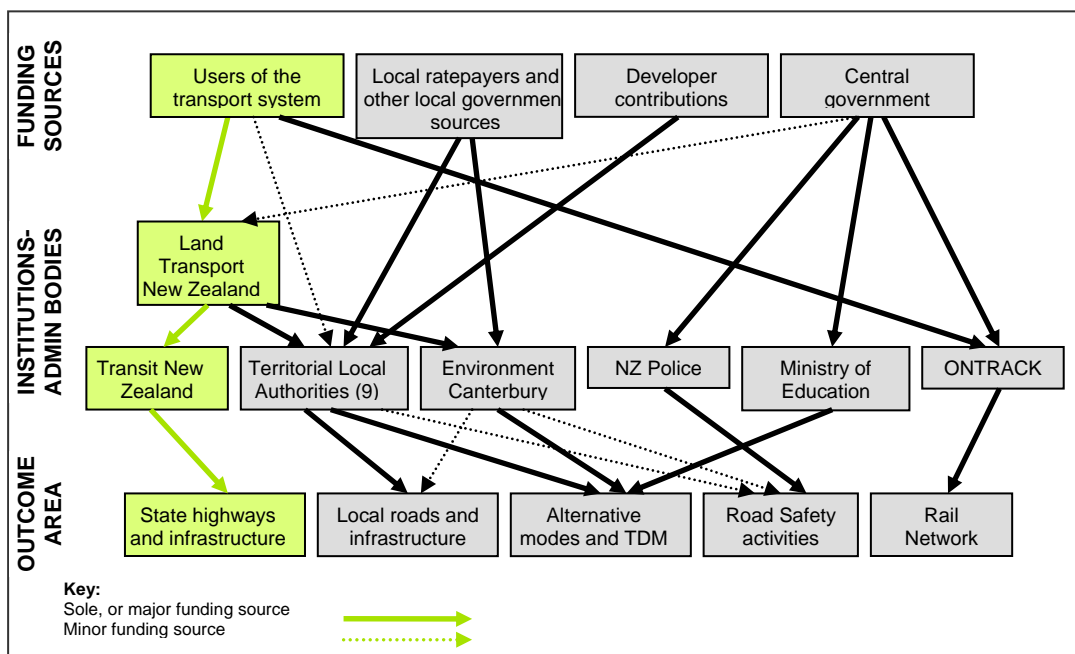 FUNDING
SOURCES
Users of the
transport system
Local ratepayers and
other local governmen
sources
Developer
contributions
Central
government
INSTITUTIONS-
ADMIN BODIES
Land
Transport
New Zealand
Transit New
Zealand
Territorial Local
Authorities (9)
Environment
Canterbury
NZ Police
Ministry of
Education
ONTRACK
OUTCOME
AREA
State highways
and infrastructure
Local roads and
infrastructure
Alternative
modes and TDM
Road Safety
activities
Rail
Network
Key:
Sole, or major funding source
Minor funding source